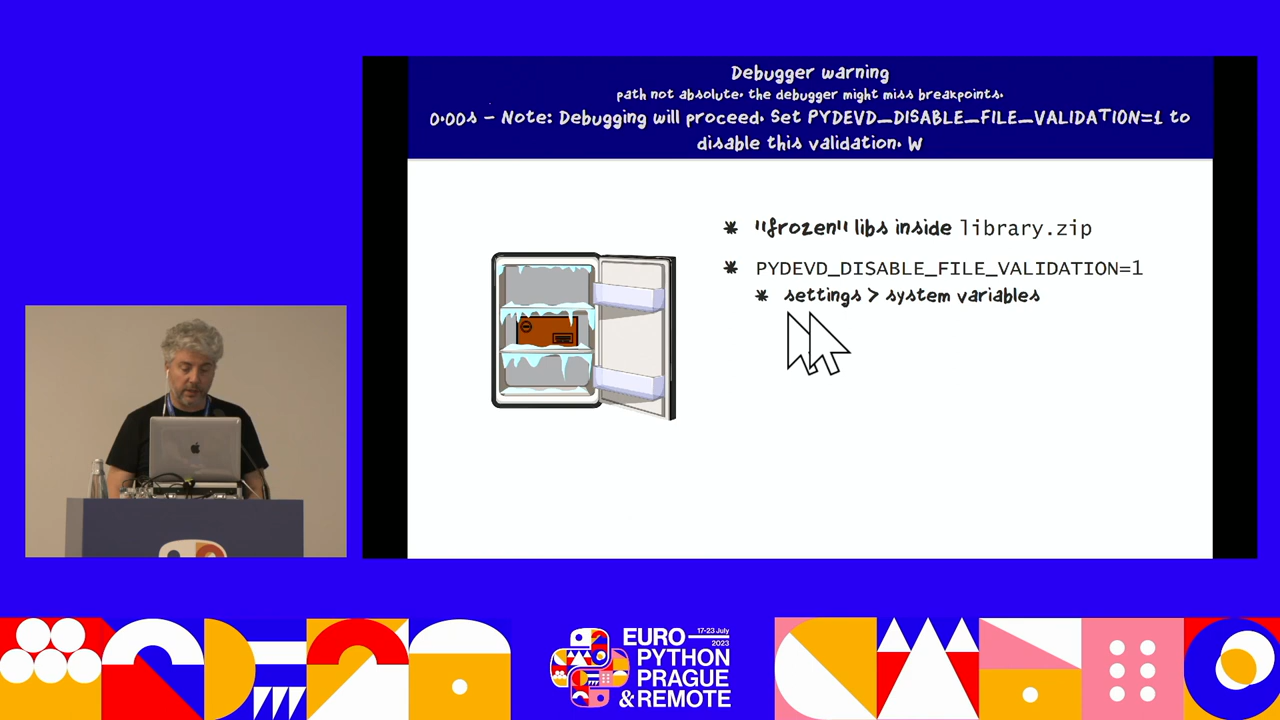 Debugger warning
path not absolute. the debugger might miss breakpoints.
0.00s - Note: Debugging will proceed. Set PYDEVD_DISABLE_FILE_VALIDATION=1 to
disable this validation. W
* "frozen" libs inside library.zip
* PYDEVD_DISABLE_FILE_VALIDATION=1
* settings > system variables
17-23 July
2023
EURO
PYTHON
PRAGUE
& REMOTE